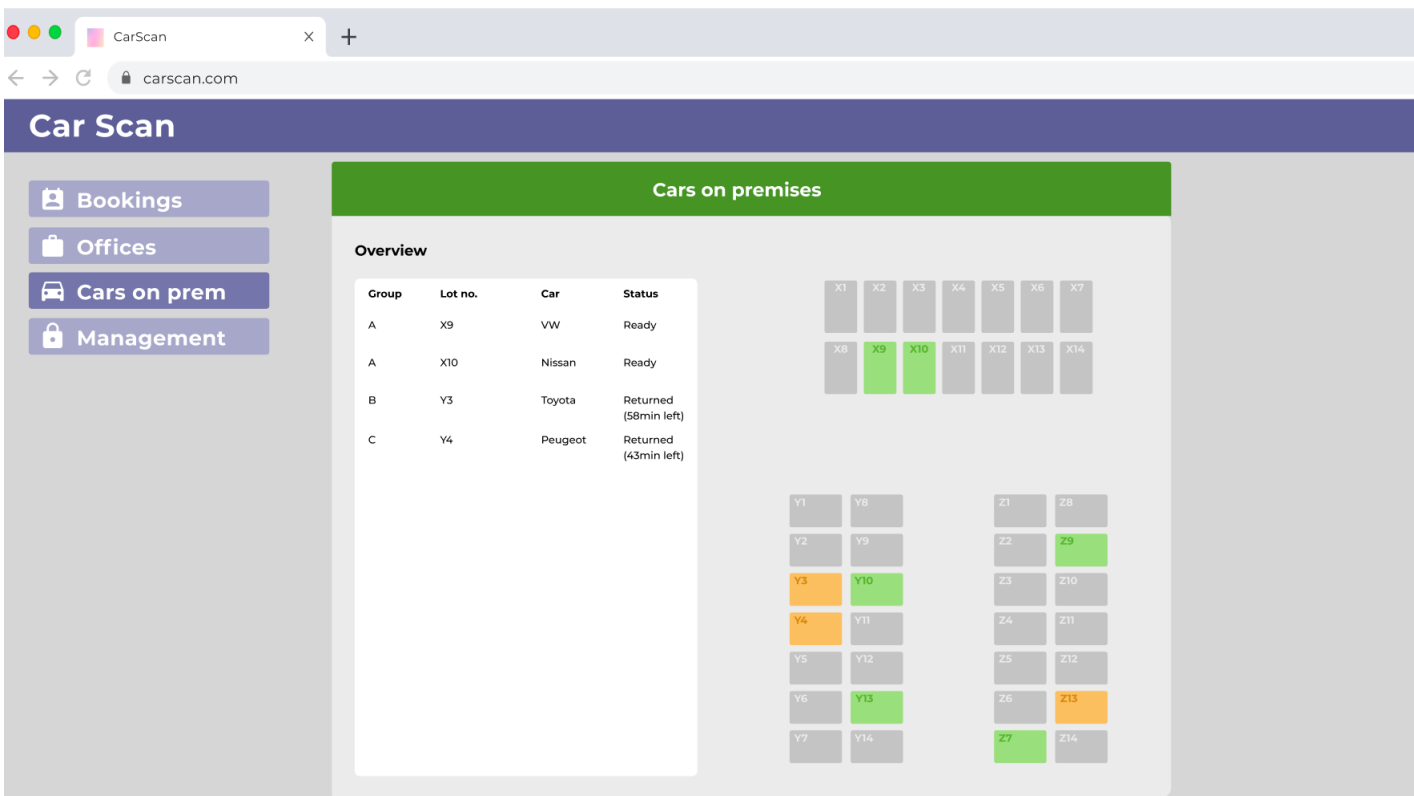 CarScan
carscan.com
Car Scan
Bookings
Offices
Cars on prem
Management
Cars on premises
Overview
Group Lot no. Car Status
A X9 VW Ready
A X10 Nissan Ready
B Y3 Toyota Returned
(58min left)
C Y4 Peugeot Returned
(43min left)
X1 X2 X3 X4 X5 X6 X7
X8 X9 X10 X11 X12 X13 X14
Y1 Y8 Z1 Z8
Y2 Y9 Z2 Z9
Y3 Y10 Z3 Z10
Y4 Y11 Z4 Z11
Y5 Y12 Z5 Z12
Y6 Y13 Z6 Z13
Y7 Y14 Z7 Z14